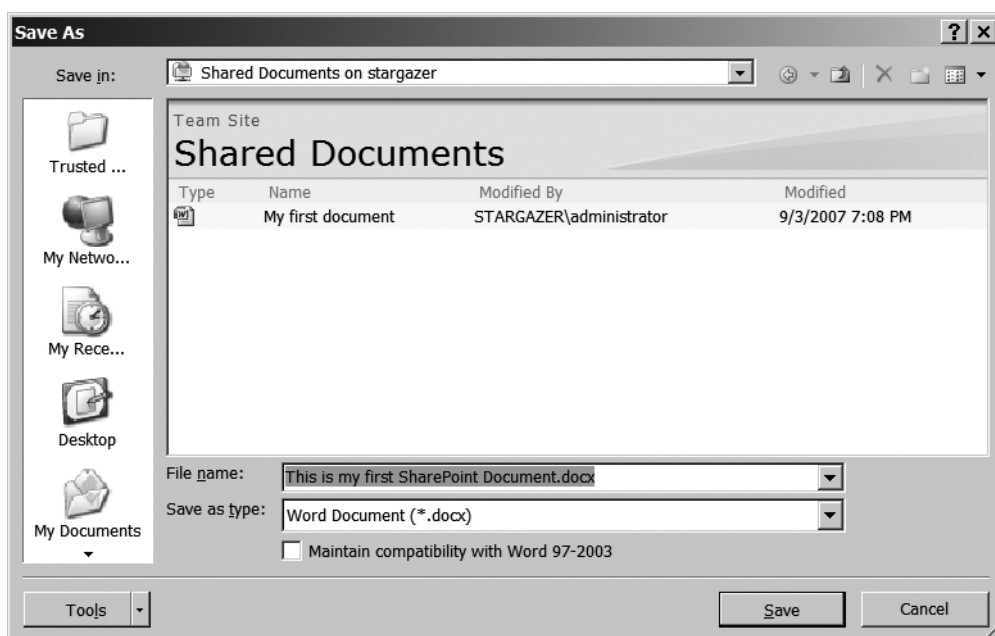 Save As
? x
Save in:
Shared Documents on stargazer
Trusted ...
My Netwo...
My Rece...
Desktop
My Documents
Team Site
Shared Documents
Type Name Modified By Modified
My first document STARGAZER\administrator 9/3/2007 7:08 PM
File name:
This is my first SharePoint Document.docx
Save as type:
Word Document (*.docx)
Maintain compatibility with Word 97-2003
Tools
Save
Cancel